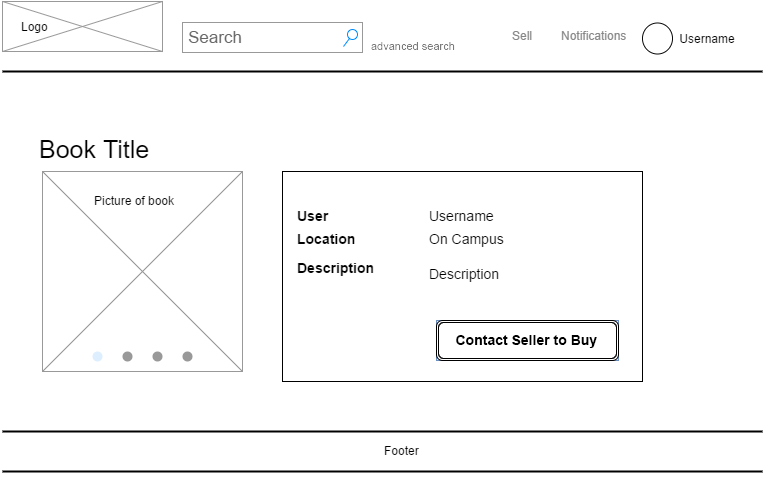 Logo
Search
advanced search
Sell
Notifications
Username
Book Title
Picture of book
User Username
Location On Campus
Description Description
Contact Seller to Buy
Footer